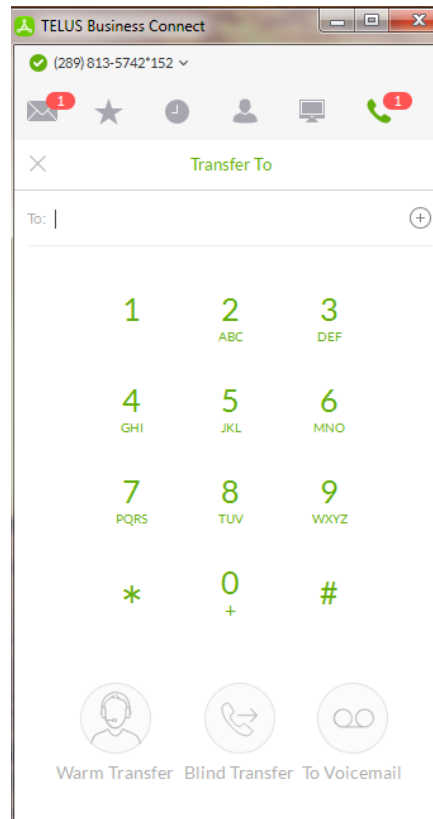 TELUS Business Connect
(289) 813-5742*152
1
1
Transfer To
To:
1 2 3
ABC DEF
4 5 6
GHI JKL MNO
7 8 9
PQRS TUV WXYZ
* 0 #
+
Warm Transfer Blind Transfer To Voicemail